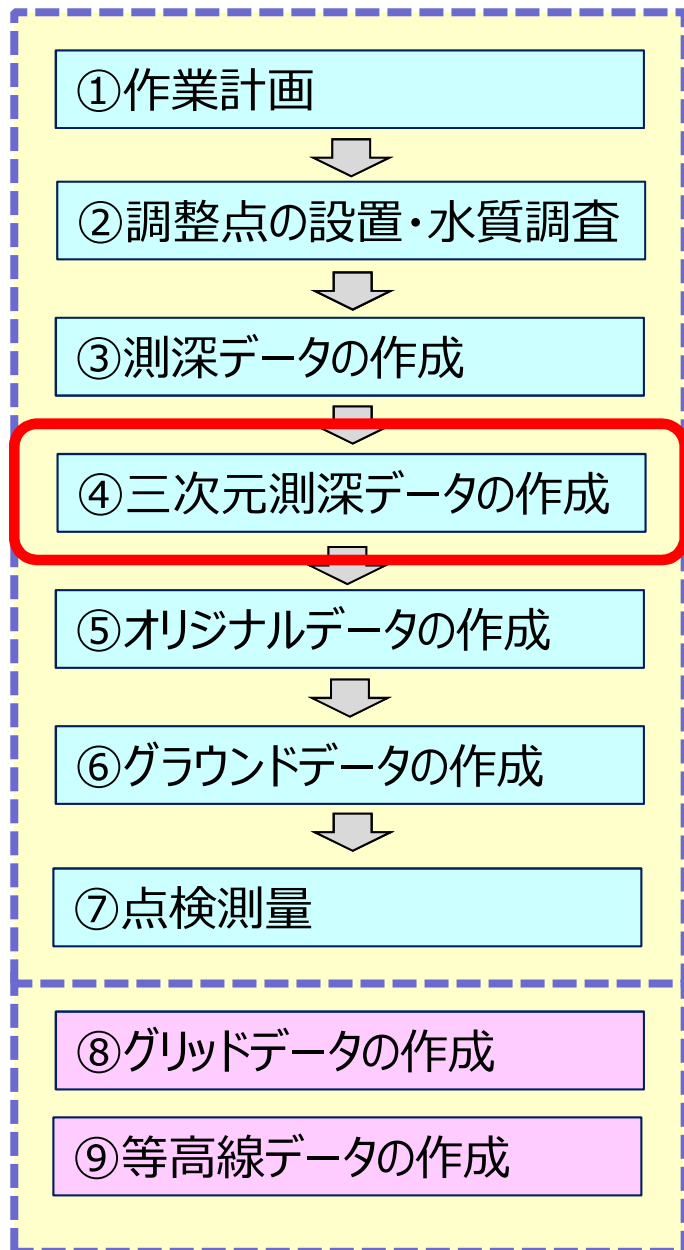 ①作業計画
②調整点の設置・水質調査
③測深データの作成
④三次元測深データの作成
⑤オリジナルデータの作成
⑥グラウンドデータの作成
⑦点検測量
⑧グリッドデータの作成
⑨等高線データの作成